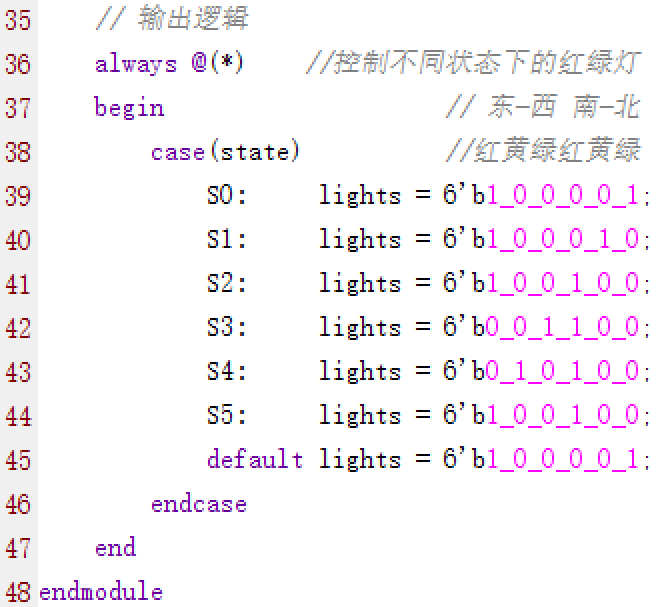 35 // 输出逻辑
36 always @(*) //控制不同状态下的红绿灯
37 begin // 东-西 南-北
38 case(state) //红黄绿红黄绿
39 S0: lights = 6'b1_0_0_0_0_1;
40 S1: lights = 6'b1_0_0_0_1_0;
41 S2: lights = 6'b1_0_0_1_0_0;
42 S3: lights = 6'b0_0_1_1_0_0;
43 S4: lights = 6'b0_1_0_1_0_0;
44 S5: lights = 6'b1_0_0_1_0_0;
45 default lights = 6'b1_0_0_0_0_1;
46 endcase
47 end
48 endmodule